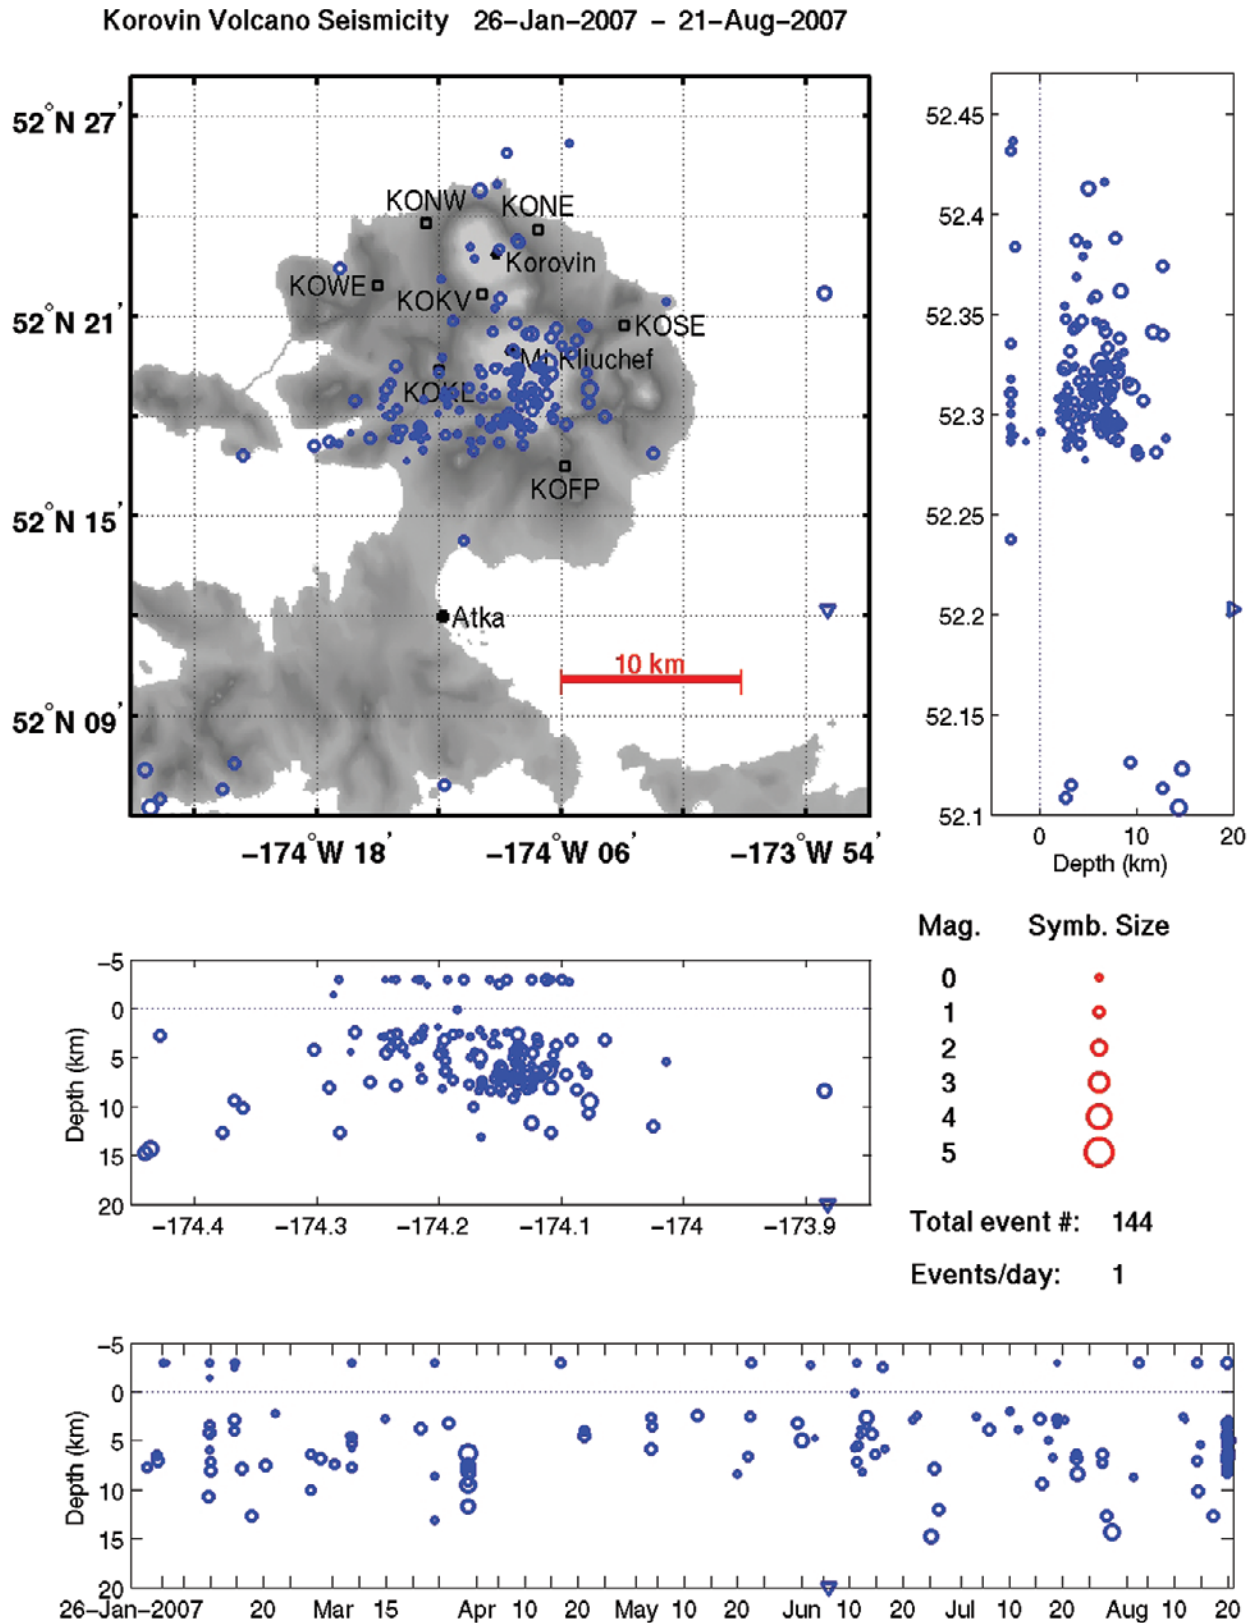 Korovin Volcano Seismicity 26-Jan-2007 - 21-Aug-2007
52°N 27'
52°N 21'
52°N 15'
52°N 09'
KONW
KONE
Korovin
KOWE
KOKV
KOSE
Mt Kliuchef
KOKL
KOFP
Atka
10 km
-174°W 18' -174°W 06' -173°W 54'
52.45
52.4
52.35
52.3
52.25
52.2
52.15
52.1
0 10 20
Depth (km)
Mag. Symb. Size
0
1
2
3
4
5
Total event #: 144
Events/day: 1
-5
0
5
10
15
20
Depth (km)
-174.4 -174.3 -174.2 -174.1 -174 -173.9
-5
0
5
10
15
20
Depth (km)
26-Jan-2007 20 Mar 15 Apr 10 20 May 10 20 Jun 10 20 Jul 10 20 Aug 10 20